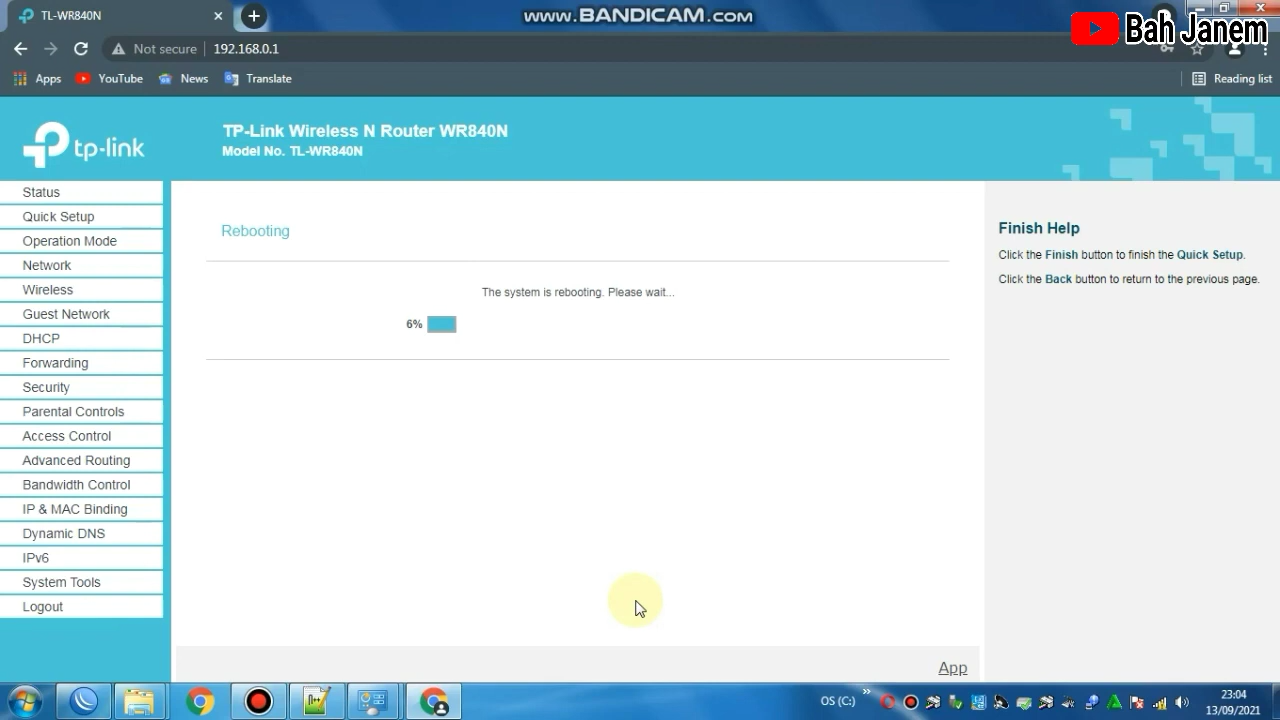 TL-WR840N
www.BANDICAM.com
Bah Janem
Not secure
192.168.0.1
Apps
YouTube
News
Translate
Reading list
tp-link
TP-Link Wireless N Router WR840N
Model No. TL-WR840N
Status
Quick Setup
Operation Mode
Network
Wireless
Guest Network
DHCP
Forwarding
Security
Parental Controls
Access Control
Advanced Routing
Bandwidth Control
IP & MAC Binding
Dynamic DNS
IPv6
System Tools
Logout
Rebooting
The system is rebooting. Please wait...
6%
Finish Help
Click the Finish button to finish the Quick Setup.
Click the Back button to return to the previous page.
App
OS (C:)
23:04
13/09/2021